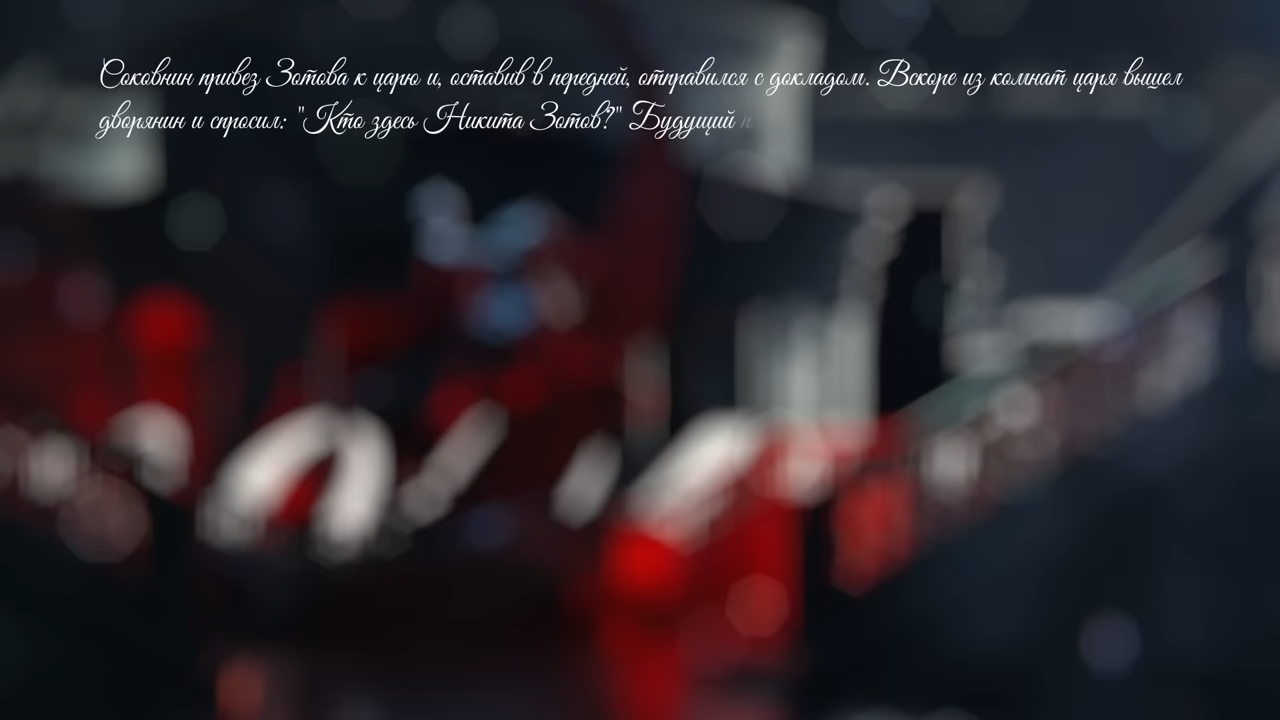 Соковнин привез Зотова к царю и, оставив в передней, отправился с докладом. Вскоре из комнат царя вышел
дворянин и спросил: "Кто здесь Никита Зотов?" Будущий п